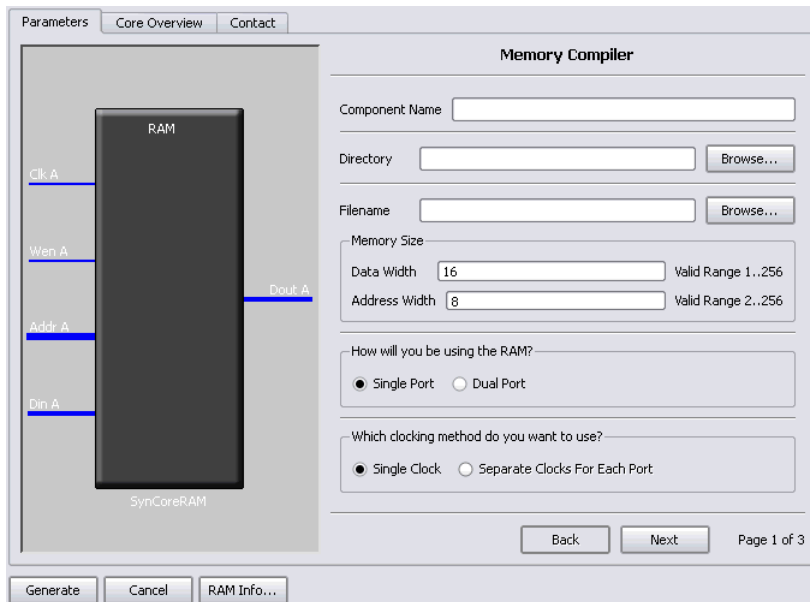 Parameters Core Overview Contact
RAM
Clk A
Wen A
Addr A
Din A
Dout A
SynCoreRAM
Memory Compiler
Component Name
Directory Browse...
Filename Browse...
Memory Size
Data Width 16 Valid Range 1..256
Address Width 8 Valid Range 2..256
How will you be using the RAM?
Single Port Dual Port
Which clocking method do you want to use?
Single Clock Separate Clocks For Each Port
Back Next Page 1 of 3
Generate Cancel RAM Info...